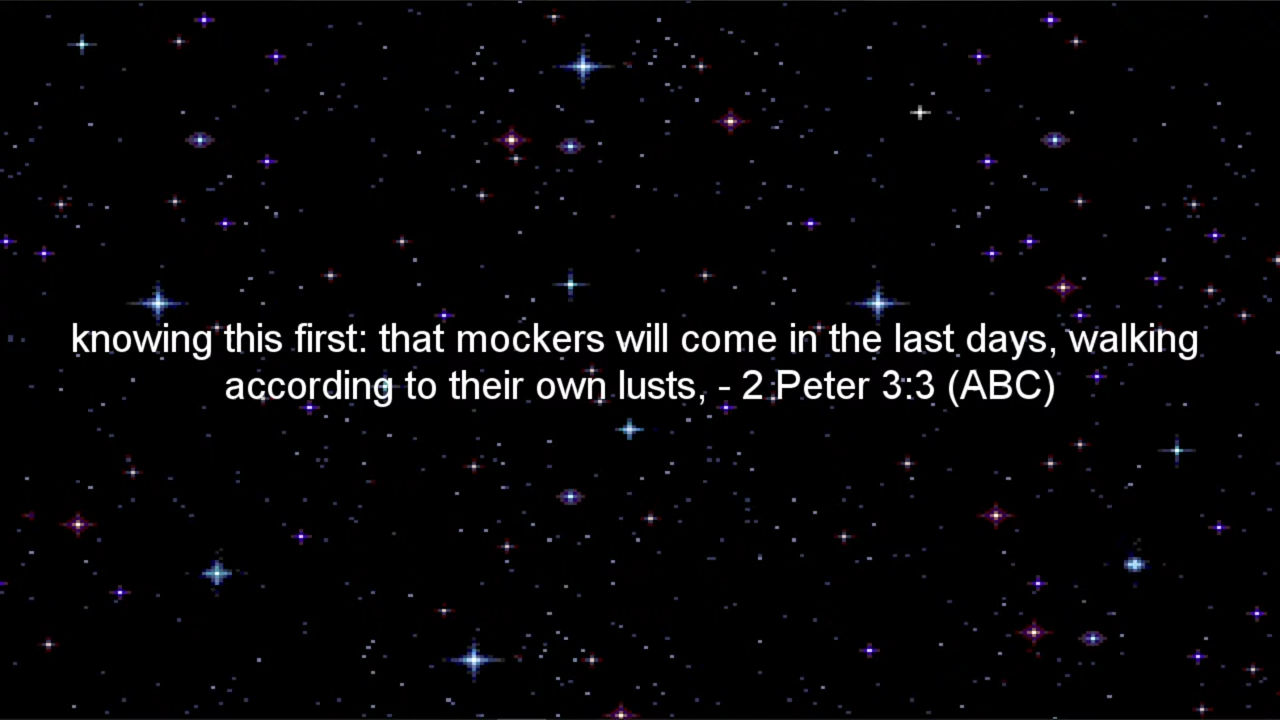 knowing this first: that mockers will come in the last days, walking
according to their own lusts, - 2 Peter 3:3 (ABC)